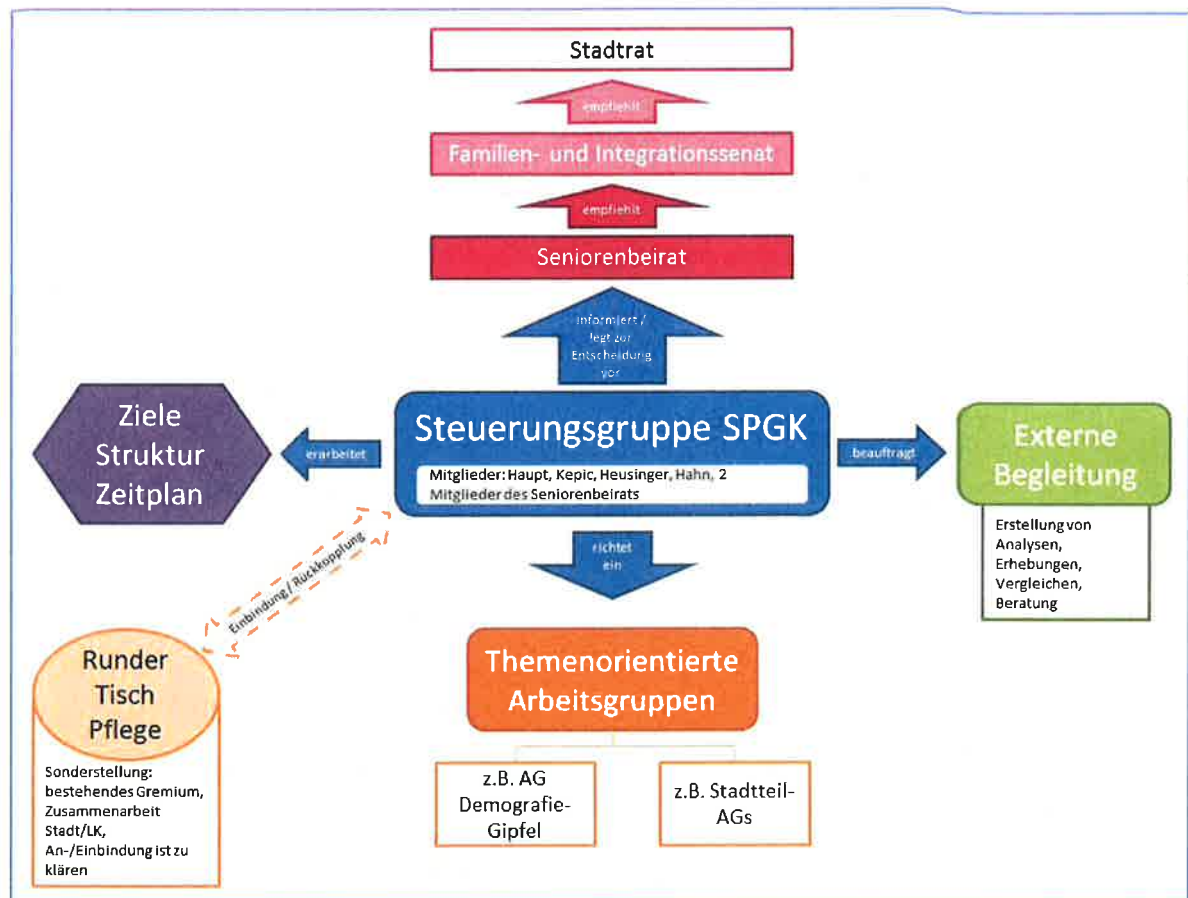 Stadtrat
empfiehlt
Familien- und Integrationssenat
empfiehlt
Seniorenbeirat
informiert /
legt zur
Entscheidung
vor
Ziele
Struktur
Zeitplan
erarbeitet
Steuerungsgruppe SPGK
Mitglieder: Haupt, Kepic, Heusinger, Hahn, 2
Mitglieder des Seniorenbeirats
beauftragt
Externe
Begleitung
Erstellung von
Analysen,
Erhebungen,
Vergleichen,
Beratung
richtet
ein
Einbindung / Rückkopplung
Runder
Tisch
Pflege
Sonderstellung:
bestehendes Gremium,
Zusammenarbeit
Stadt/LK,
An-/Einbindung ist zu
klären
Themenorientierte
Arbeitsgruppen
z.B. AG
Demografie-
Gipfel
z.B. Stadtteil-
AGs